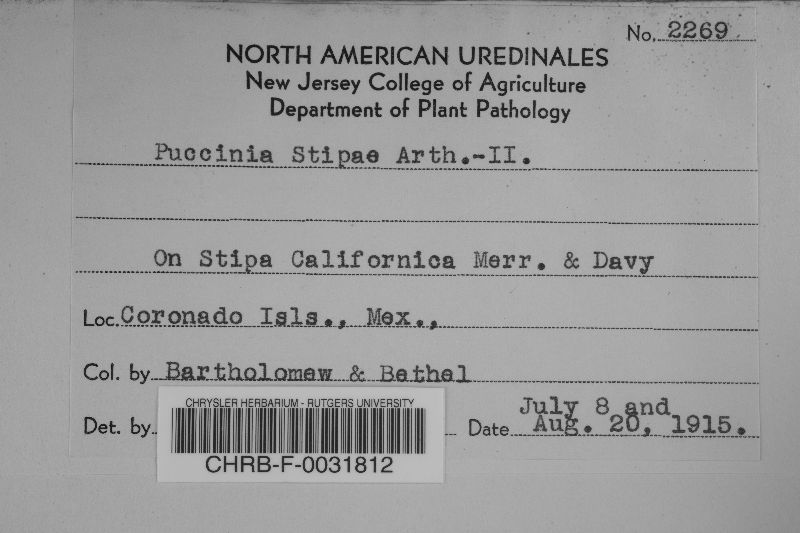 No. 2269
NORTH AMERICAN UREDINALES
New Jersey College of Agriculture
Department of Plant Pathology
Puccinia Stipae Arth.-II.
On Stipa Californica Merr. & Davy
Loc. Coronado Isls., Mex.,
Col. by Bartholomew & Bethel
Det. by
CHRYSLER HERBARIUM - RUTGERS UNIVERSITY
CHRB-F-0031812
Date July 8 and
Aug. 20, 1915.